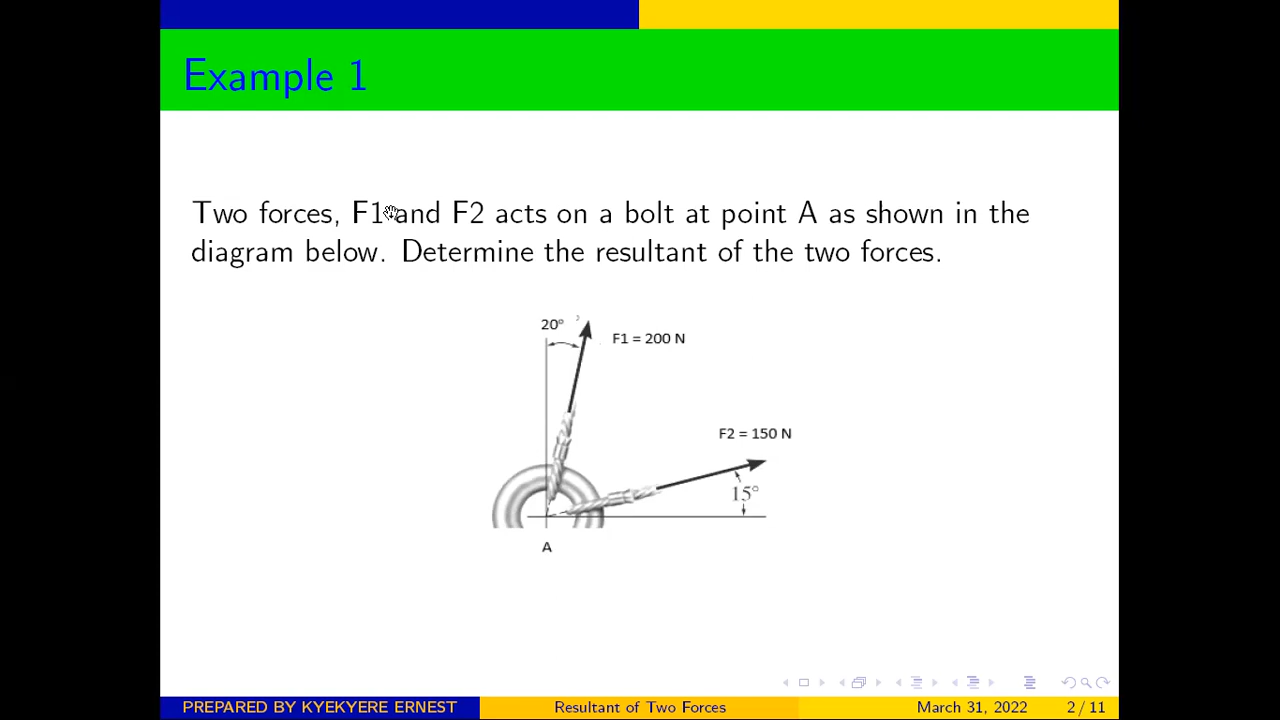 Example 1
Two forces, F1 and F2 acts on a bolt at point A as shown in the
diagram below. Determine the resultant of the two forces.
20°
F1 = 200 N
F2 = 150 N
15°
A
PREPARED BY KYEKYERE ERNEST
Resultant of Two Forces
March 31, 2022
2 / 11